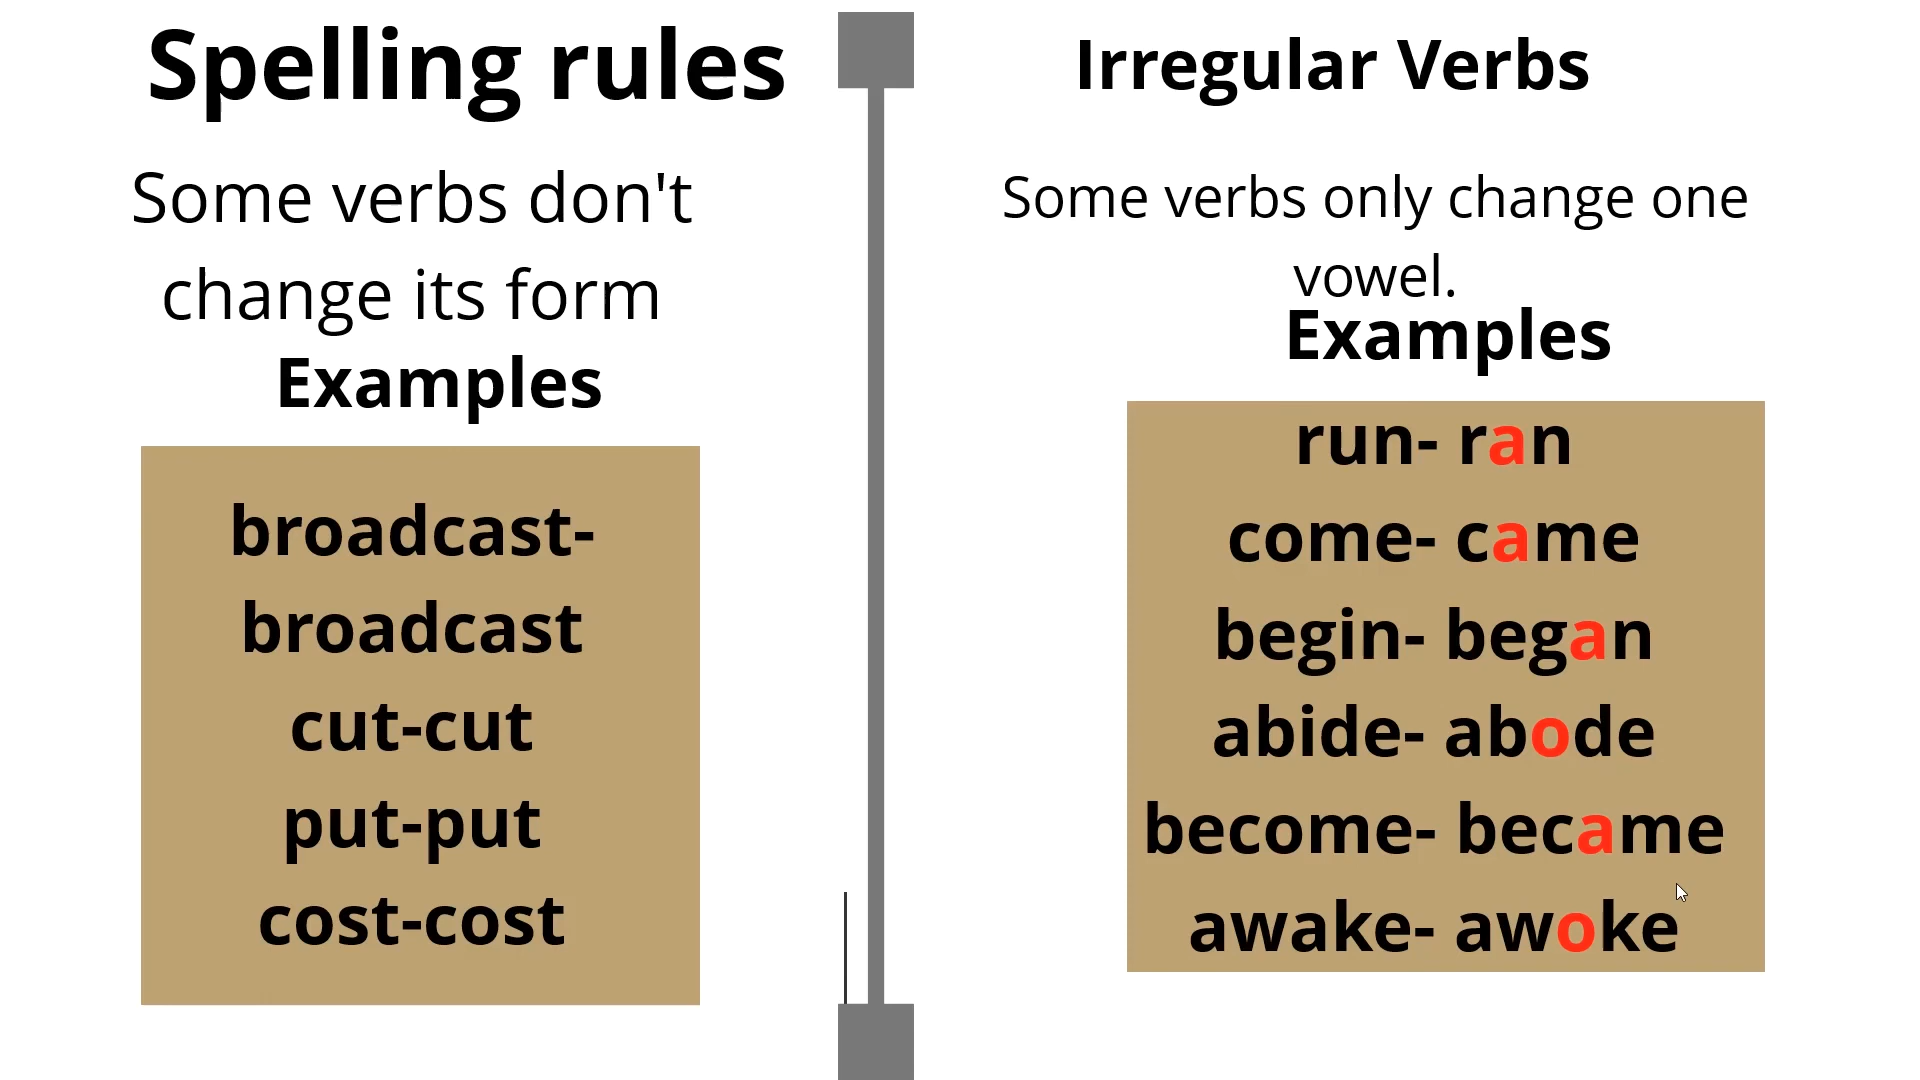 Spelling rules
Some verbs don't
change its form
Examples
broadcast-
broadcast
cut-cut
put-put
cost-cost
Irregular Verbs
Some verbs only change one
vowel.
Examples
run- ran
come- came
begin- began
abide- abode
become- became
awake- awoke